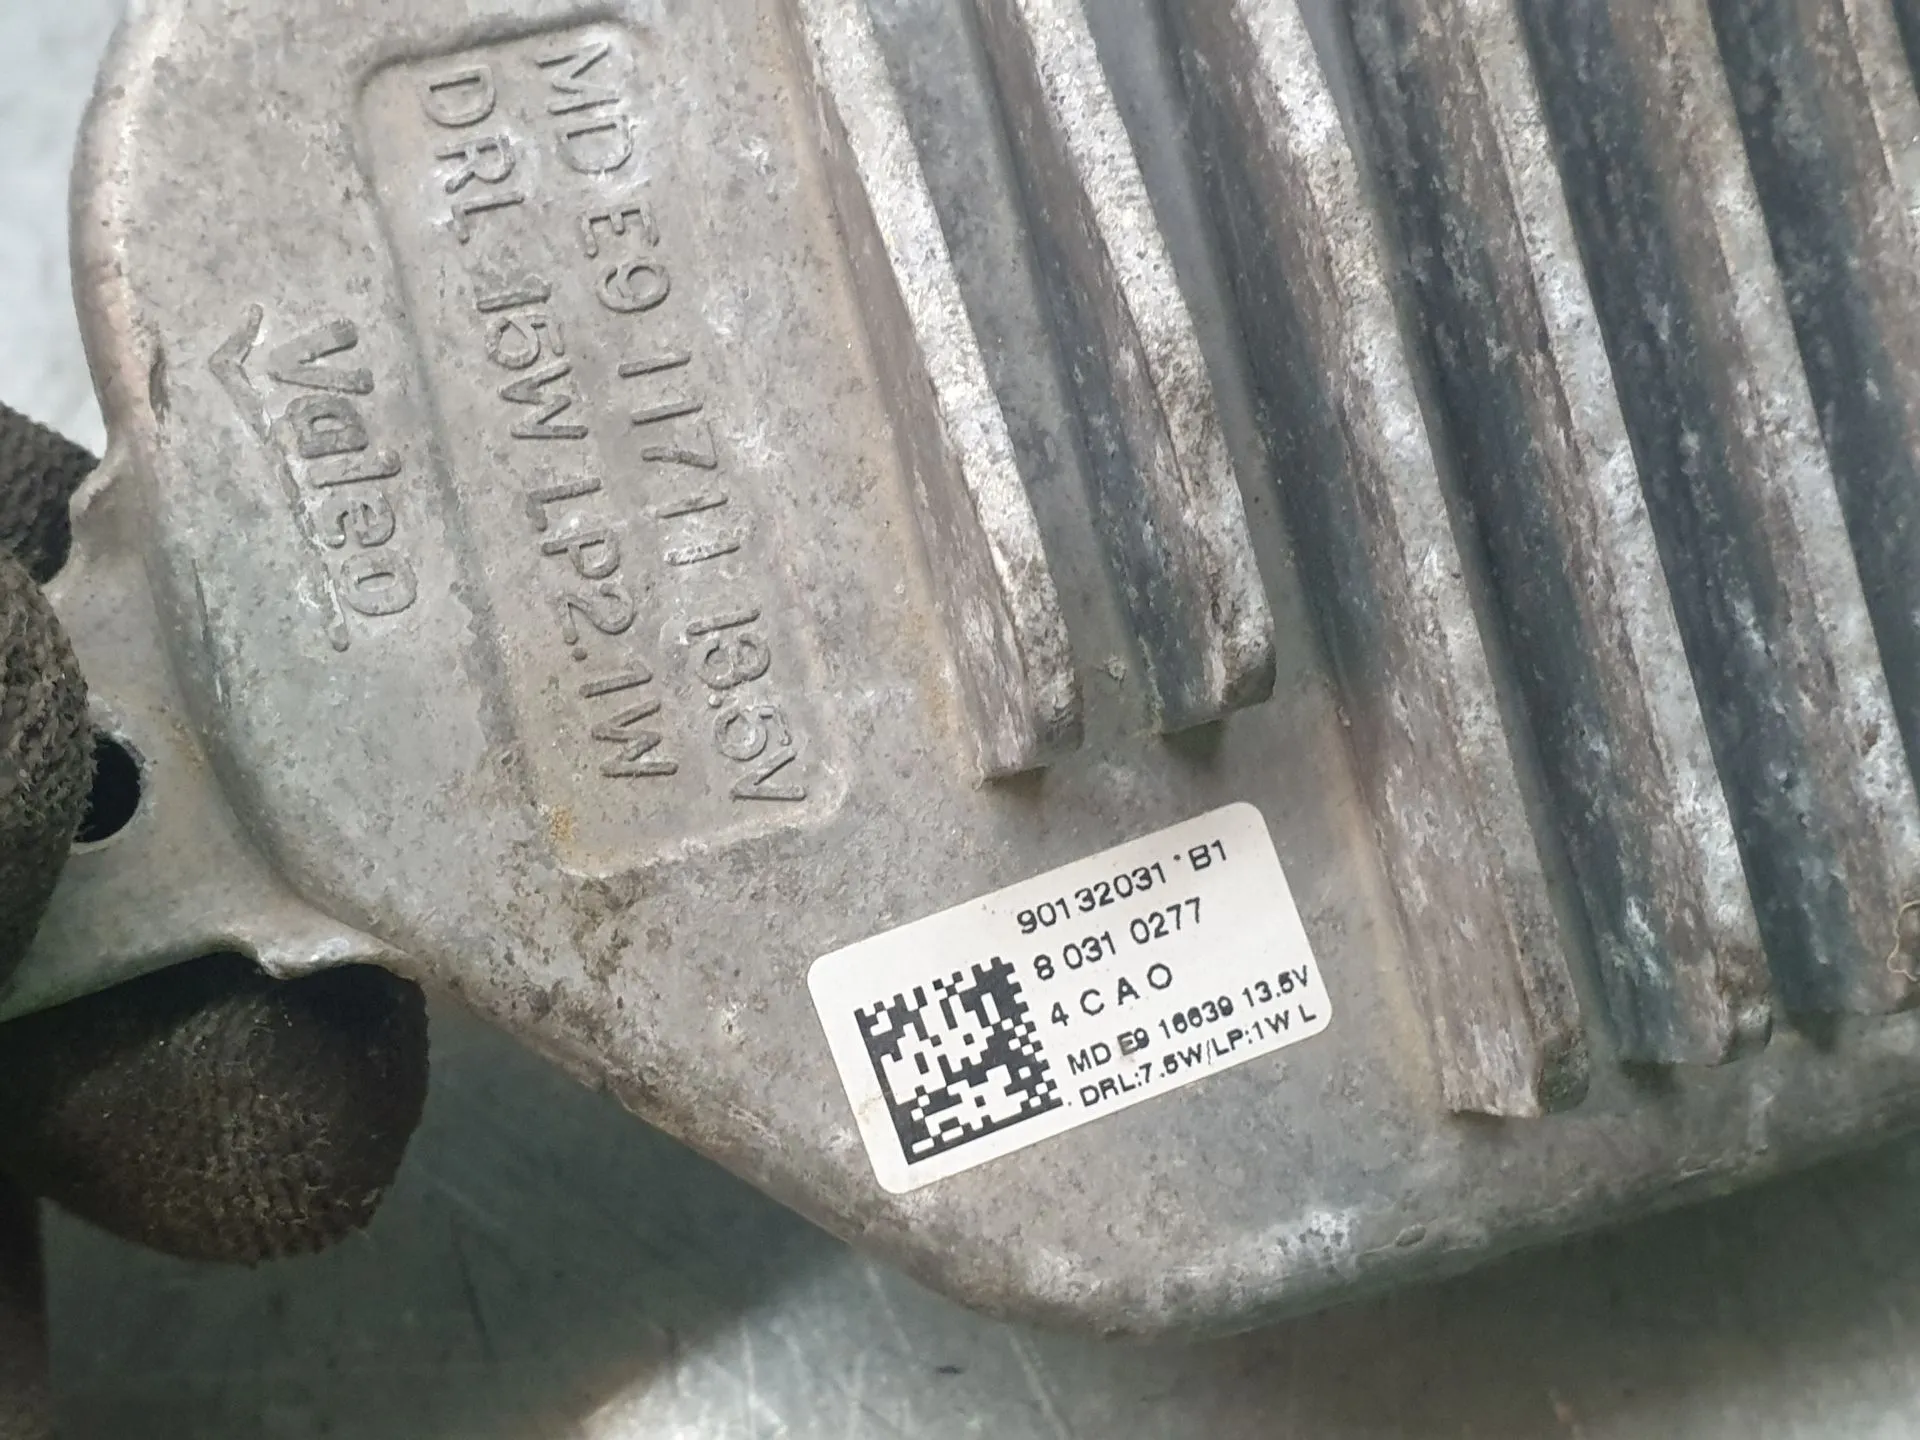 MD E9 11711 13.5V
DRL 15W LP2.1W
Valeo
90132031 * B1
8 031 0277
4 C A O
MD E9 16639 13.5V
DRL:7.5W/LP:1W L